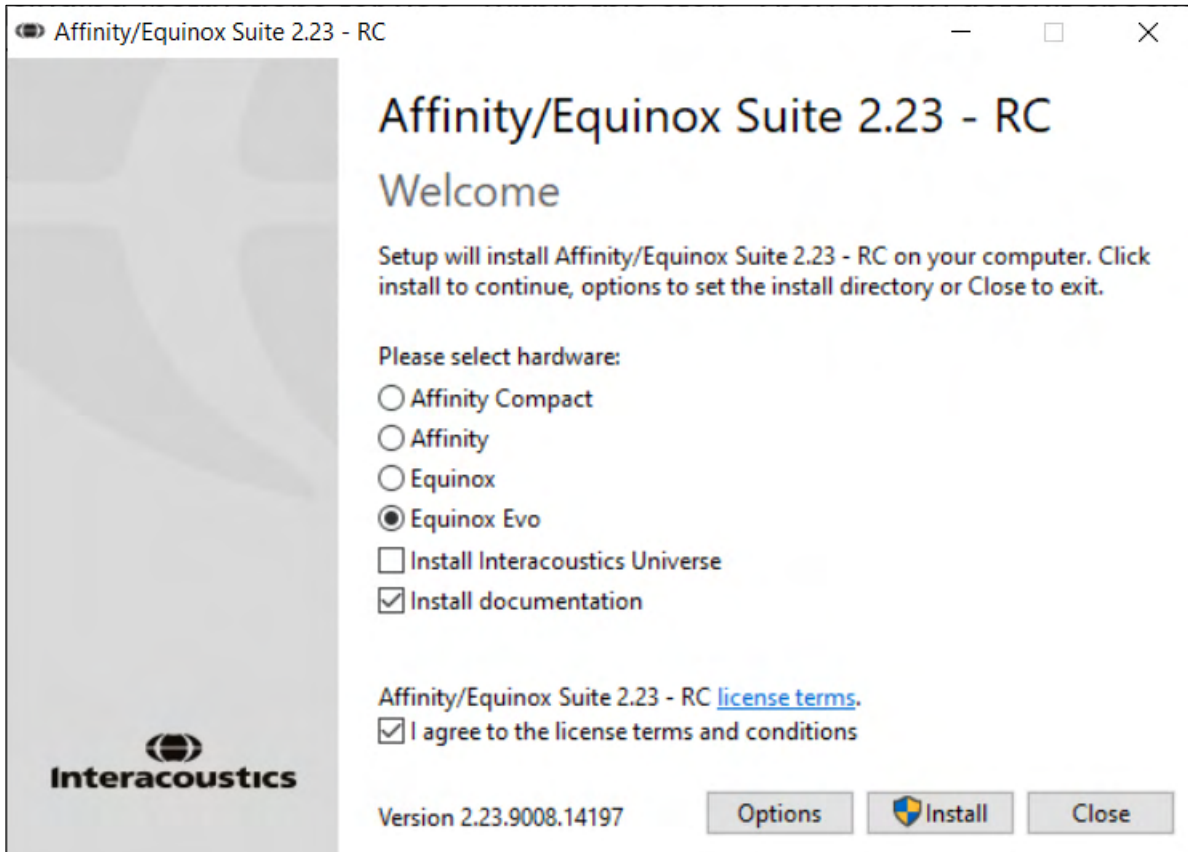 Affinity/Equinox Suite 2.23 - RC
Affinity/Equinox Suite 2.23 - RC
Welcome
Setup will install Affinity/Equinox Suite 2.23 - RC on your computer. Click
install to continue, options to set the install directory or Close to exit.
Please select hardware:
Affinity Compact
Affinity
Equinox
Equinox Evo
Install Interacoustics Universe
Install documentation
Affinity/Equinox Suite 2.23 - RC license terms.
I agree to the license terms and conditions
Interacoustics
Version 2.23.9008.14197
Options
Install
Close